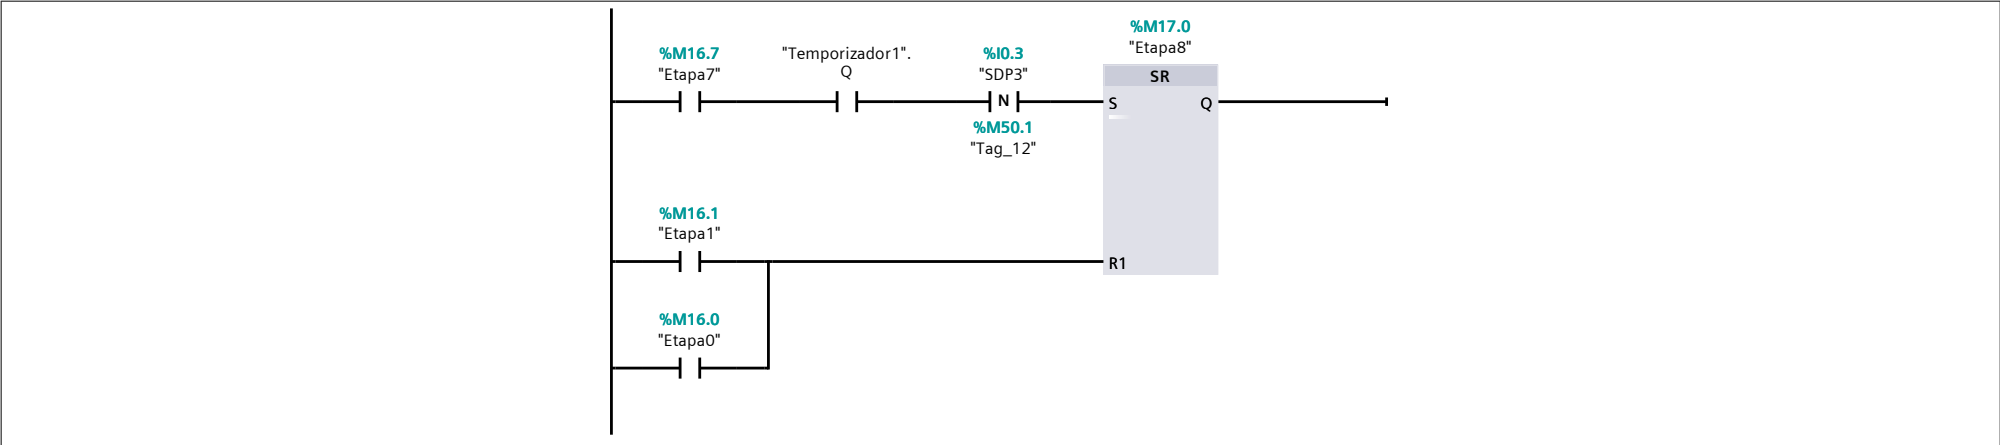 %M17.0
"Etapa8"
%M16.7
"Etapa7"
"Temporizador1".
Q
%I0.3
"SDP3"
SR
N
S
Q
%M50.1
"Tag_12"
%M16.1
"Etapa1"
R1
%M16.0
"Etapa0"